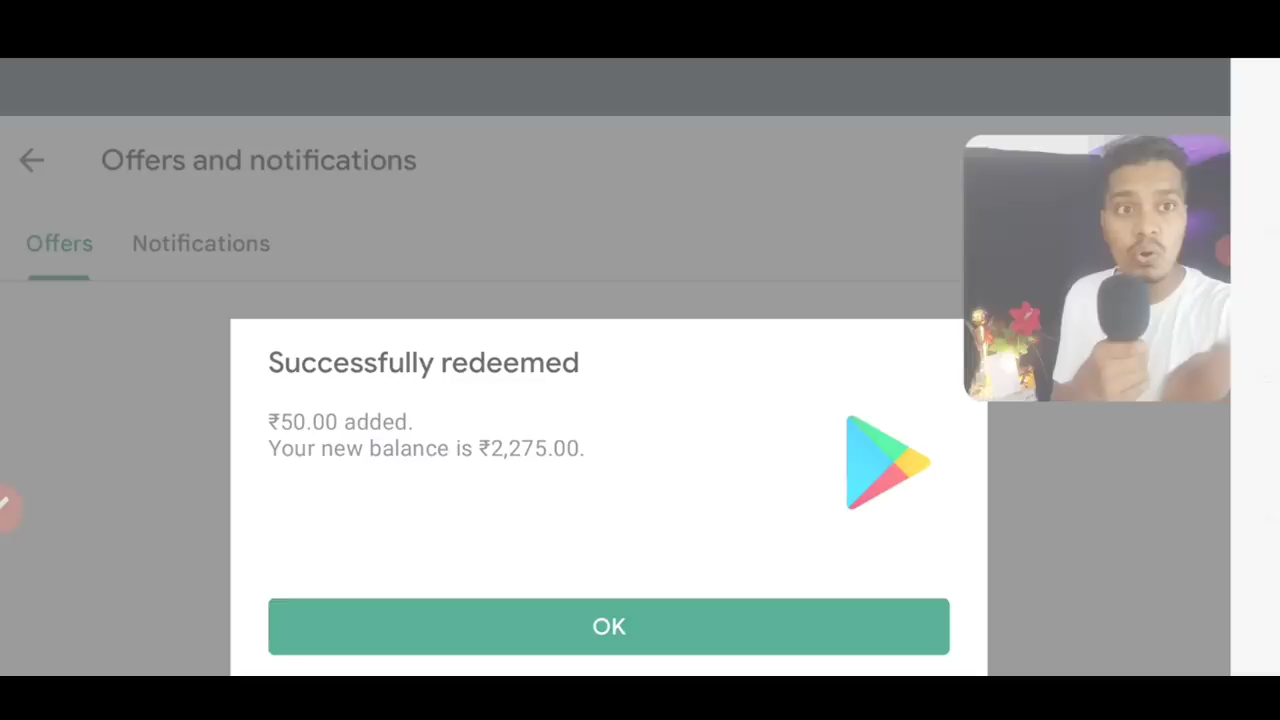 Offers and notifications
Offers Notifications
Successfully redeemed
₹50.00 added.
Your new balance is ₹2,275.00.
OK